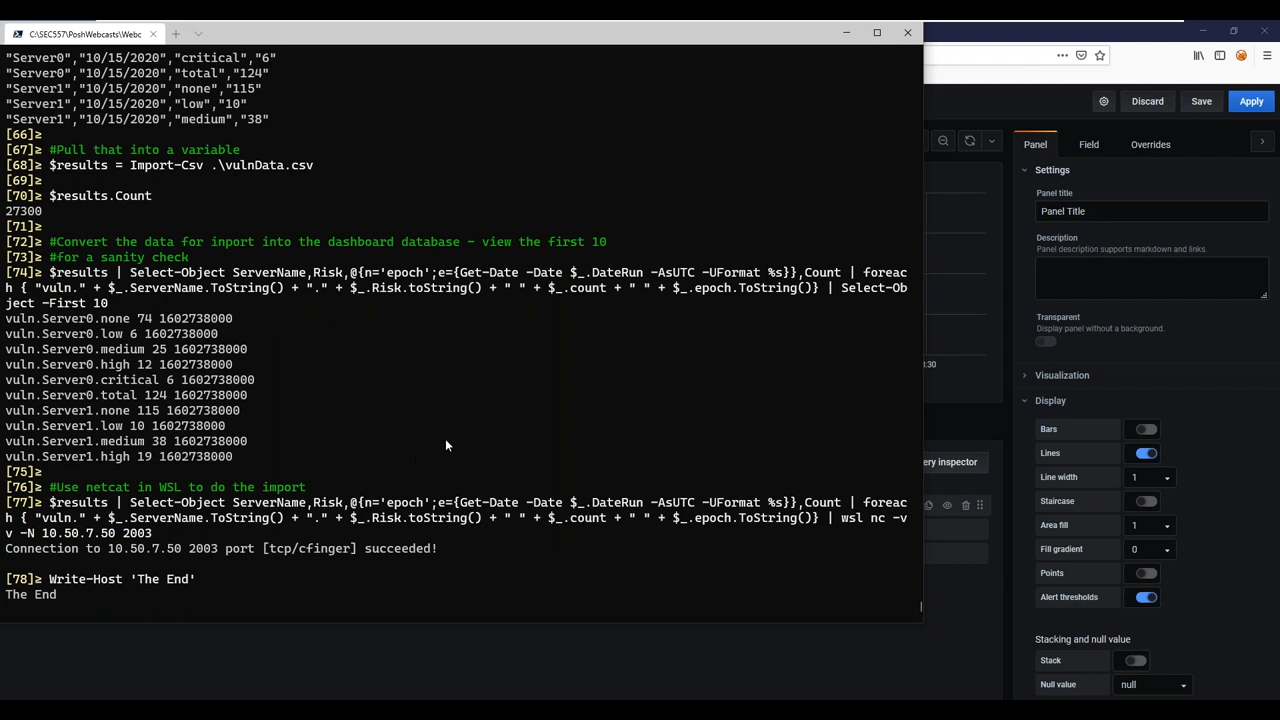 C:\SEC557\PoshWebcasts\Webc
"Server0","10/15/2020","critical","6"
"Server0","10/15/2020","total","124"
"Server1","10/15/2020","none","115"
"Server1","10/15/2020","low","10"
"Server1","10/15/2020","medium","38"
[66]≥
[67]≥ #Pull that into a variable
[68]≥ $results = Import-Csv .\vulnData.csv
[69]≥
[70]≥ $results.Count
27300
[71]≥
[72]≥ #Convert the data for inport into the dashboard database - view the first 10
[73]≥ #for a sanity check
[74]≥ $results | Select-Object ServerName,Risk,@{n='epoch';e={Get-Date -Date $_.DateRun -AsUTC -UFormat %s}},Count | foreac
h { "vuln." + $_.ServerName.ToString() + "." + $_.Risk.toString() + " " + $_.count + " " + $_.epoch.ToString()} | Select-Ob
ject -First 10
vuln.Server0.none 74 1602738000
vuln.Server0.low 6 1602738000
vuln.Server0.medium 25 1602738000
vuln.Server0.high 12 1602738000
vuln.Server0.critical 6 1602738000
vuln.Server0.total 124 1602738000
vuln.Server1.none 115 1602738000
vuln.Server1.low 10 1602738000
vuln.Server1.medium 38 1602738000
vuln.Server1.high 19 1602738000
[75]≥
[76]≥ #Use netcat in WSL to do the import
[77]≥ $results | Select-Object ServerName,Risk,@{n='epoch';e={Get-Date -Date $_.DateRun -AsUTC -UFormat %s}},Count | foreac
h { "vuln." + $_.ServerName.ToString() + "." + $_.Risk.toString() + " " + $_.count + " " + $_.epoch.ToString()} | wsl nc -v
v -N 10.50.7.50 2003
Connection to 10.50.7.50 2003 port [tcp/cfinger] succeeded!
[78]≥ Write-Host 'The End'
The End
Discard
Save
Apply
:30
ery inspector
Panel
Field
Overrides
Settings
Panel title
Panel Title
Description
Panel description supports markdown and links.
Transparent
Display panel without a background.
Visualization
Display
Bars
Lines
Line width 1
Staircase
Area fill 1
Fill gradient 0
Points
Alert thresholds
Stacking and null value
Stack
Null value null